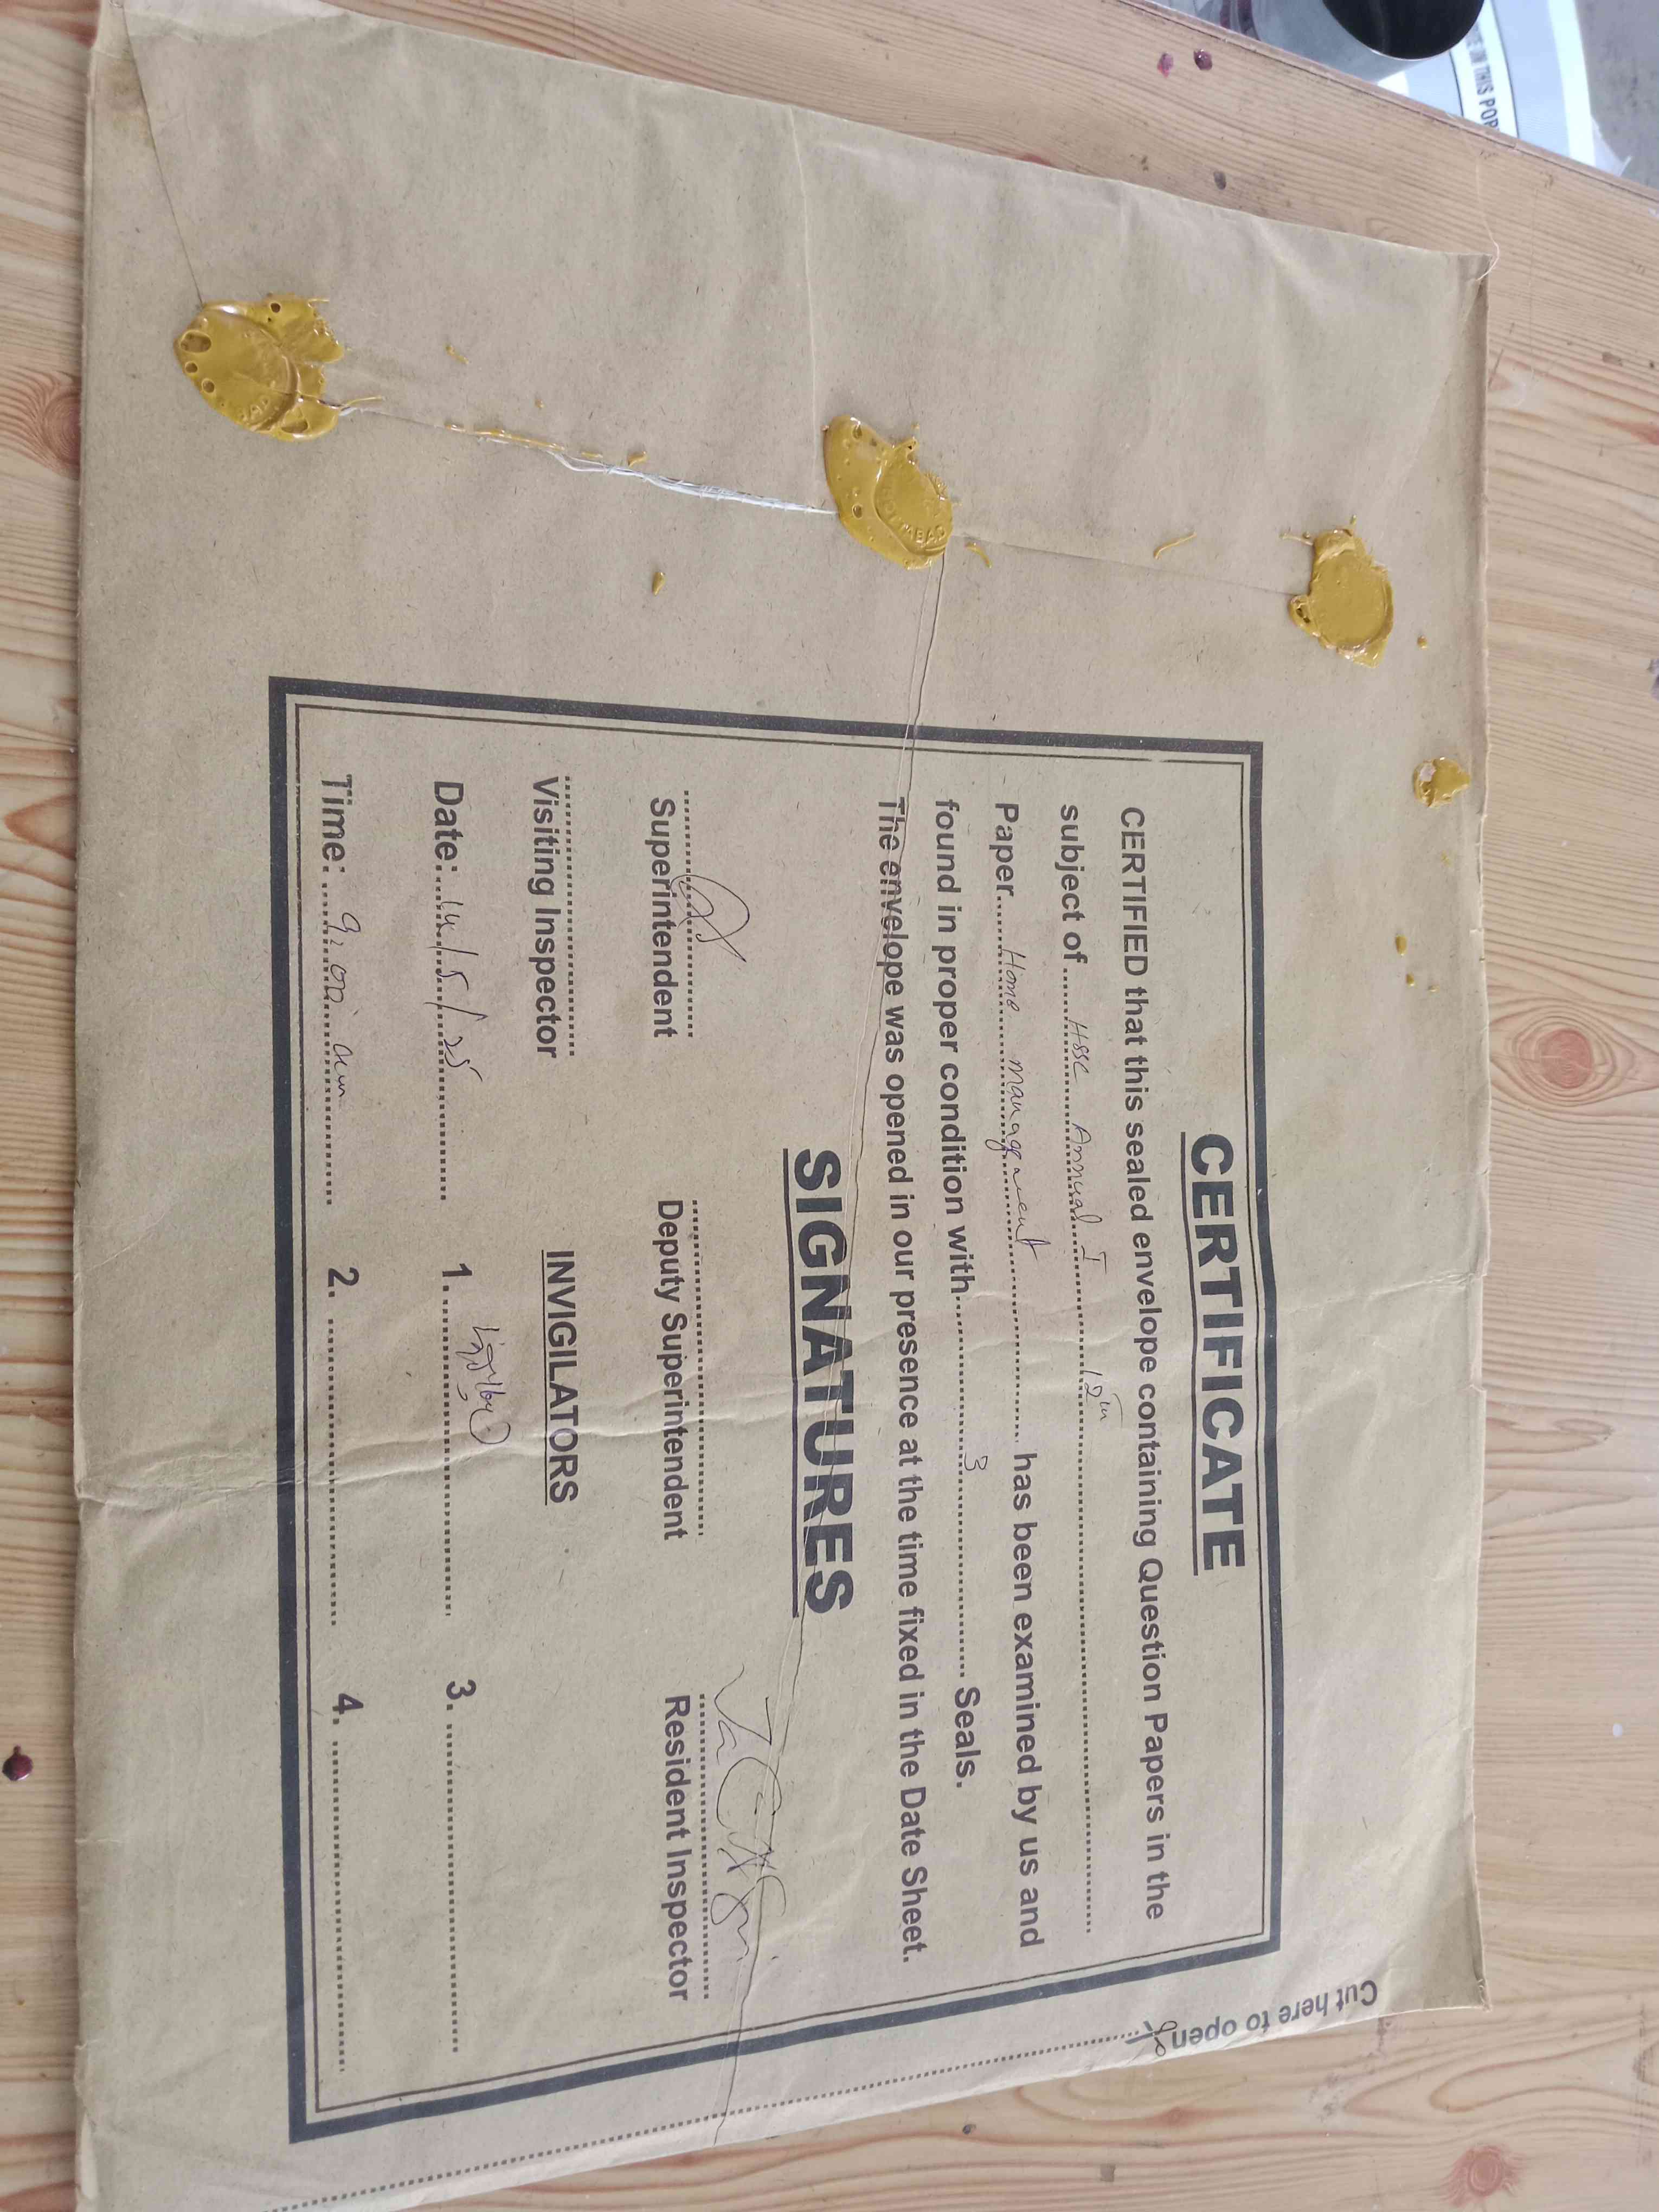 CERTIFICATE
CERTIFIED that this sealed envelope containing Question Papers in the
subject of ...... HSSC Annual I 12th
Paper...... Home management ...... has been examined by us and
found in proper condition with...... 3 ...... Seals.
The envelope was opened in our presence at the time fixed in the Date Sheet.
SIGNATURES
Superintendent Deputy Superintendent Resident Inspector
Visiting Inspector INVIGILATORS
Date: 14/5/25 1. 3.
Time: 9:00 am 2. 4.
Cut here to open
THIS POP